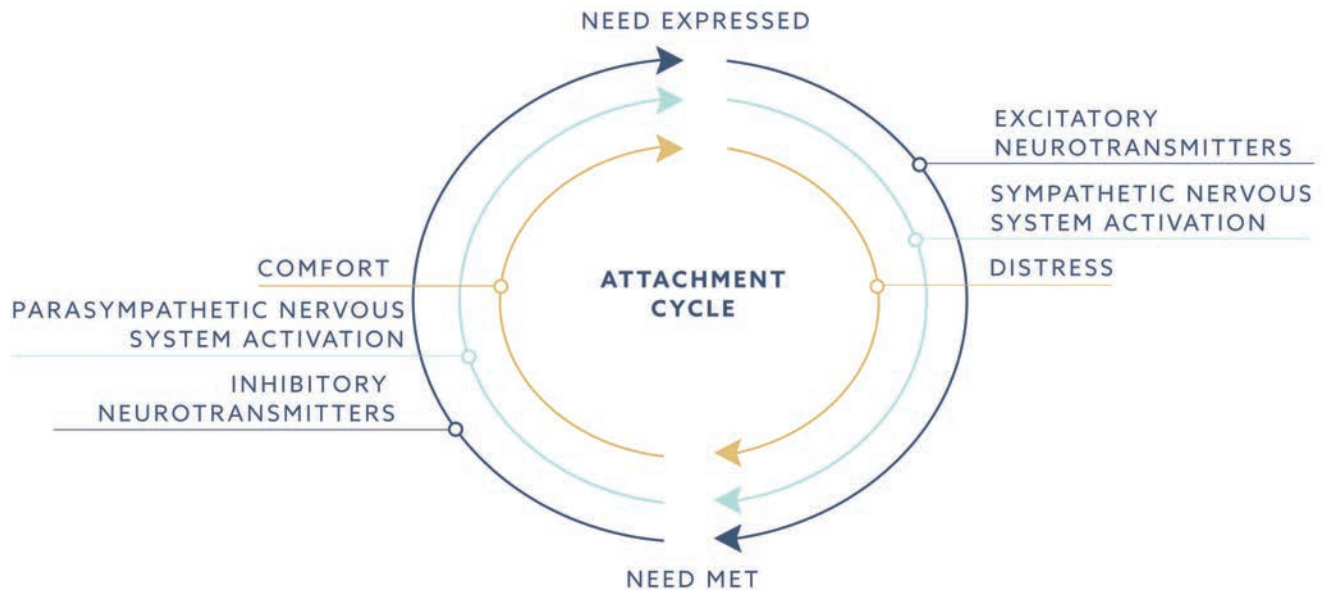 NEED EXPRESSED
EXCITATORY
NEUROTRANSMITTERS
SYMPATHETIC NERVOUS
SYSTEM ACTIVATION
DISTRESS
ATTACHMENT
CYCLE
COMFORT
PARASYMPATHETIC NERVOUS
SYSTEM ACTIVATION
INHIBITORY
NEUROTRANSMITTERS
NEED MET